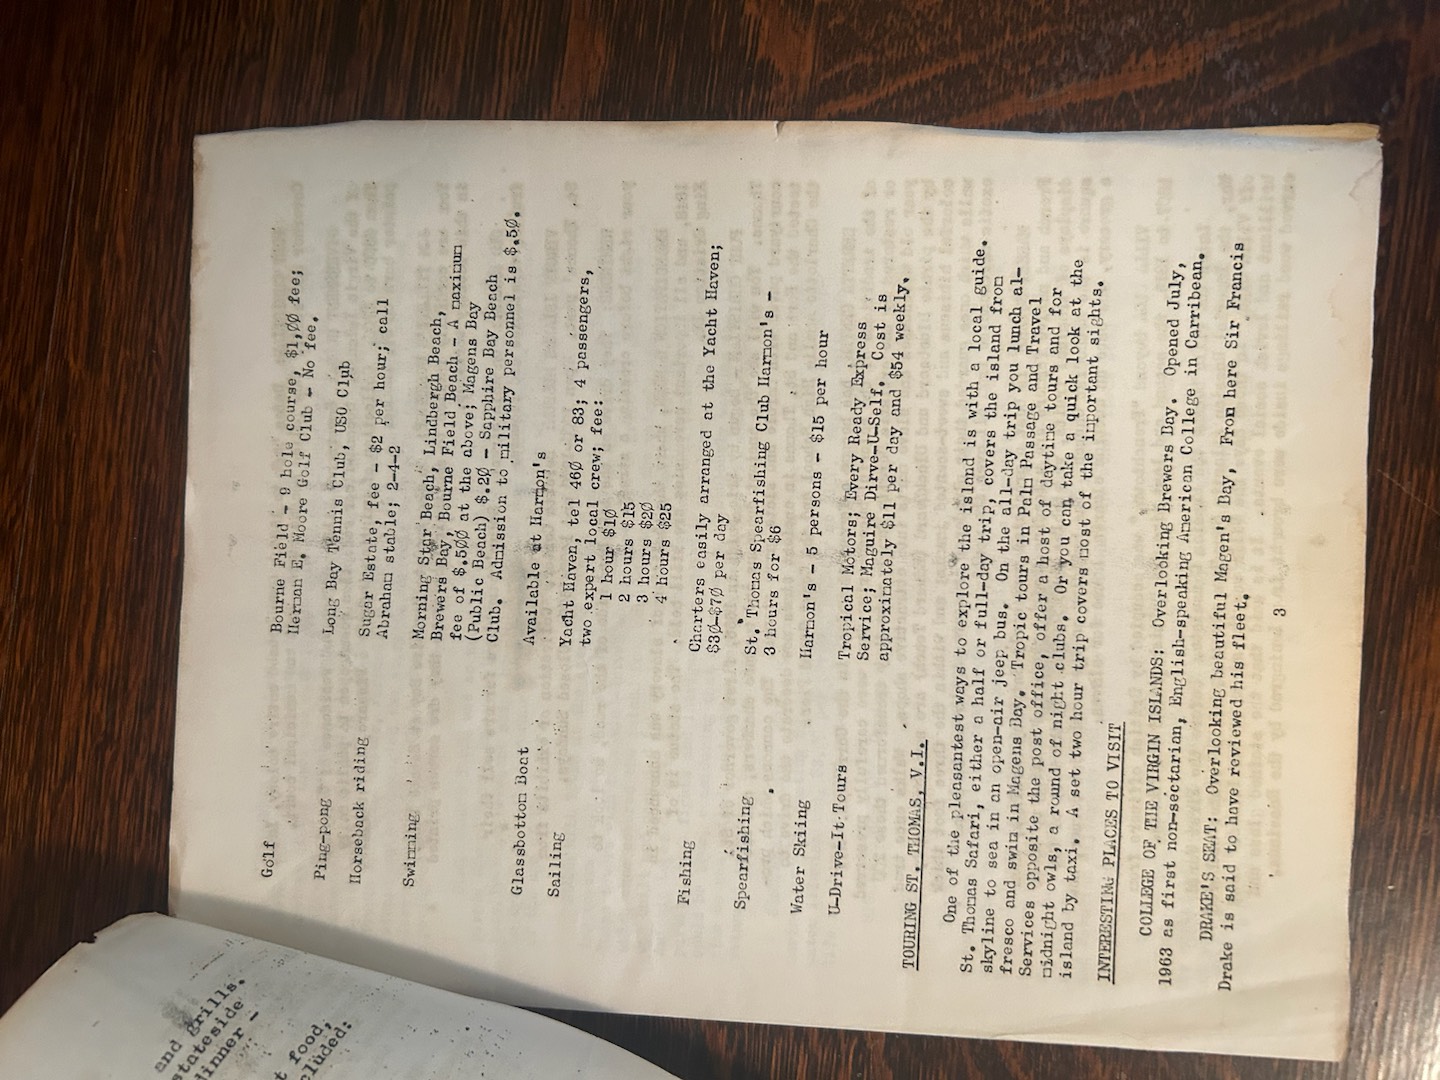 and grills.
stateside
dinner -
t food,
cluded:
Golf Bourne Field - 9 hole course, $1,00 fee;
Herman E. Moore Golf Club - No fee.
Ping-pong Long Bay Tennis Club, USO Club
Horseback riding Sugar Estate, fee - $2 per hour; call
Abraham stable; 2-4-2
Swimming Morning Star Beach, Lindbergh Beach,
Brewers Bay, Bourne Field Beach - A maximum
fee of $.500 at the above; Magens Bay
(Public Beach) $.20 - Sapphire Bay Beach
Club. Admission to military personnel is $.50.
Glassbottom Boat Available at Harmon's
Sailing Yacht Haven, tel 460 or 83; 4 passengers,
two expert local crew; fee:
1 hour $10
2 hours $15
3 hours $20
4 hours $25
Fishing Charters easily arranged at the Yacht Haven;
$30-$70 per day
Spearfishing St. Thomas Spearfishing Club Harmon's -
3 hours for $6
Water Skiing Harmon's - 5 persons - $15 per hour
U-Drive-It Tours Tropical Motors; Every Ready Express
Service; Maguire Dirve-U-Self. Cost is
approximately $11 per day and $54 weekly.
TOURING ST. THOMAS, V.I.
One of the pleasantest ways to explore the island is with a local guide.
St. Thomas Safari, either a half or full-day trip, covers the island from
skyline to sea in an open-air jeep bus. On the all-day trip you lunch al-
fresco and swim in Magens Bay. Tropic tours in Palm Passage and Travel
Services opposite the post office, offer a host of daytime tours and for
midnight owls, a round of night clubs. Or you can take a quick look at the
island by taxi. A set two hour trip covers most of the important sights.
INTERESTING PLACES TO VISIT
COLLEGE OF THE VIRGIN ISLANDS: Overlooking Brewers Bay. Opened July,
1963 as first non-sectarian, English-speaking American College in Carribean.
DRAKE'S SEAT: Overlooking beautiful Magen's Bay, From here Sir Francis
Drake is said to have reviewed his fleet.
3